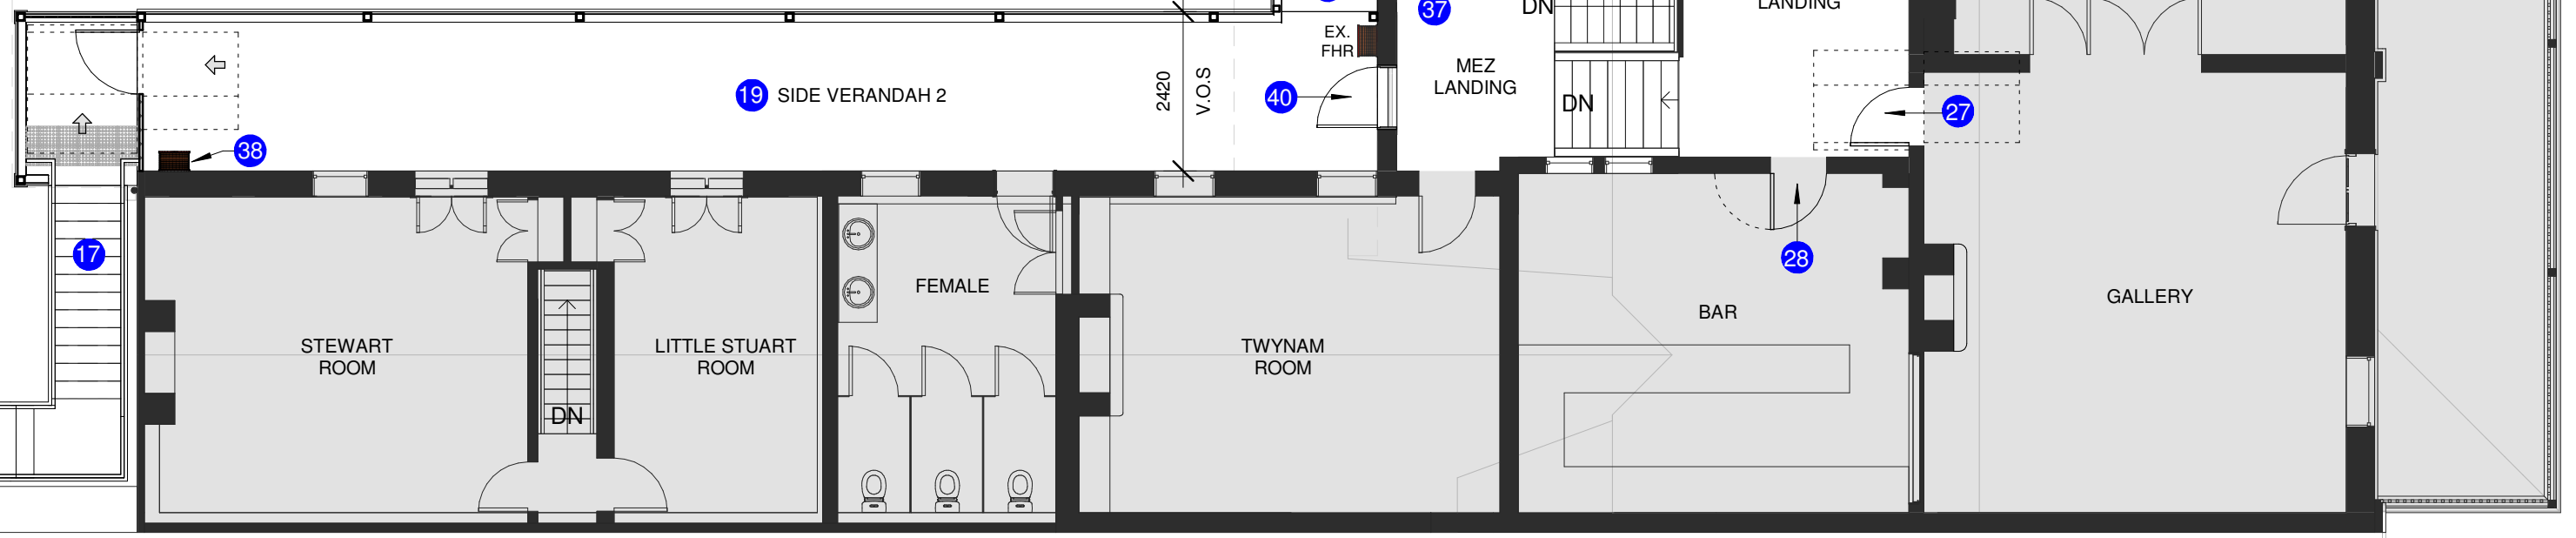 37
DN
LANDING
EX.
FHR
MEZ
LANDING
19 SIDE VERANDAH 2
2420
V.O.S
40
DN
27
38
17
28
FEMALE
BAR
GALLERY
STEWART
ROOM
LITTLE STUART
ROOM
TWYNAM
ROOM
DN